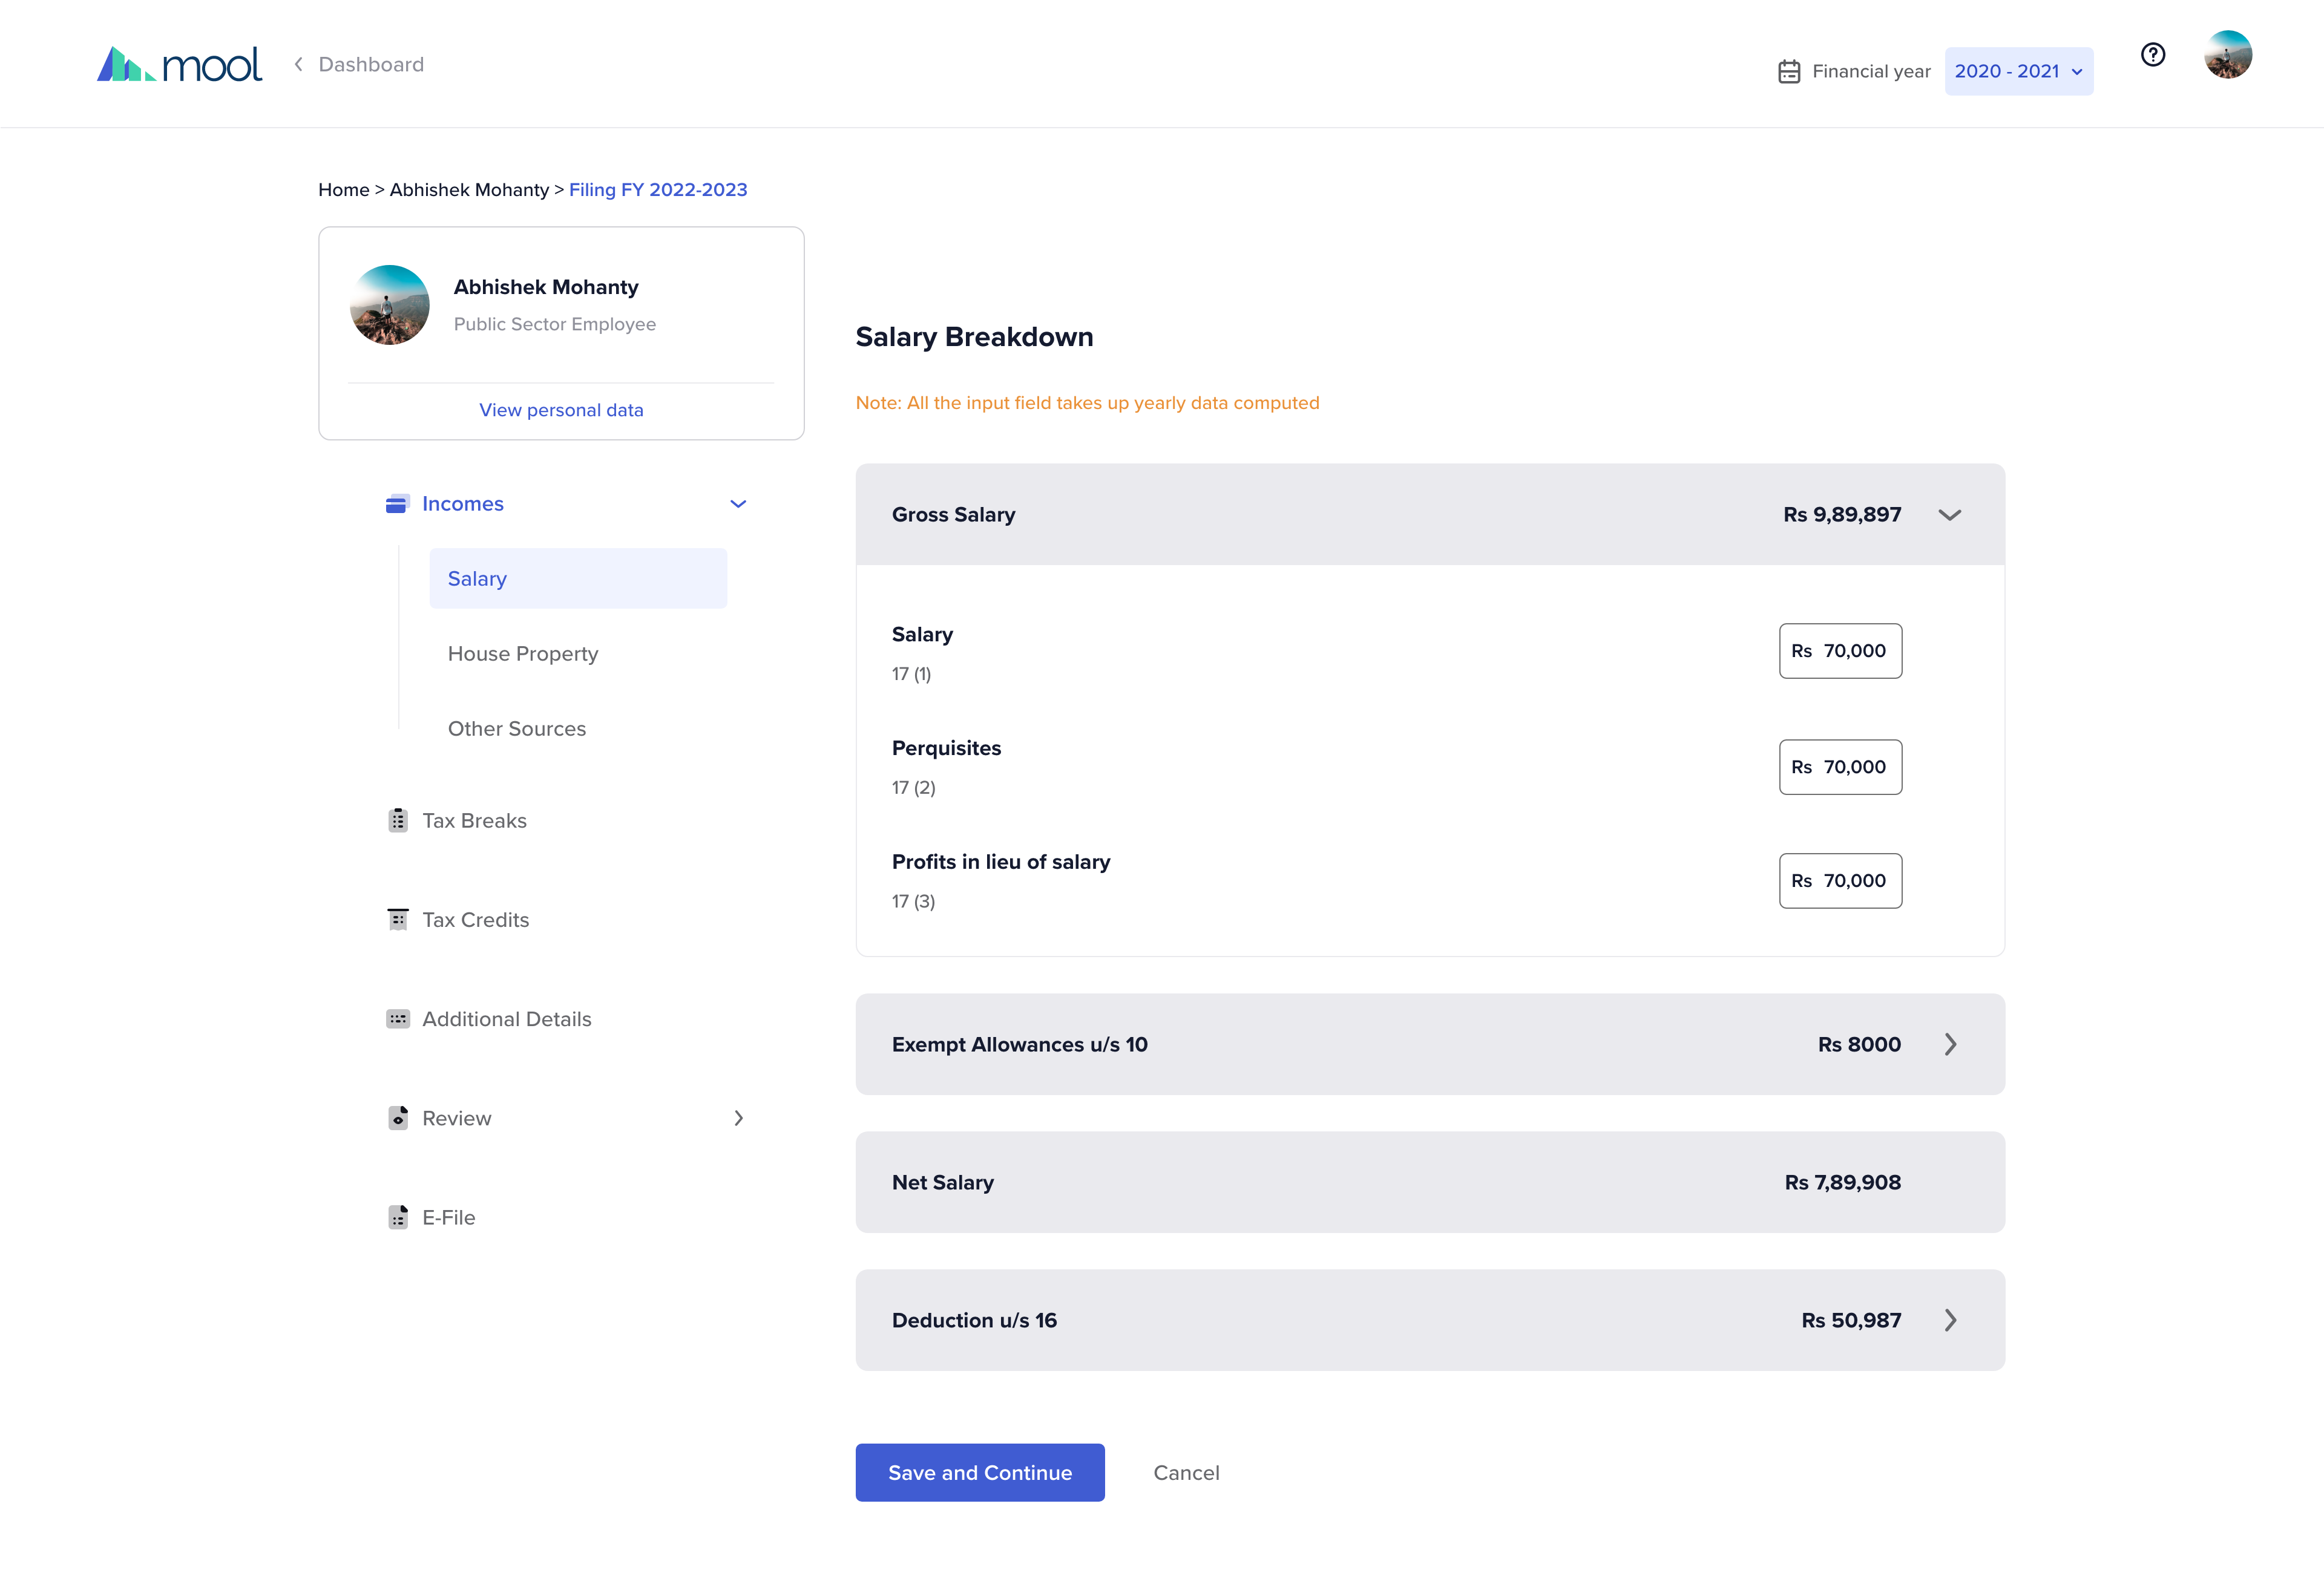 mool
Dashboard
Financial year 2020 - 2021
Home > Abhishek Mohanty > Filing FY 2022-2023
Abhishek Mohanty
Public Sector Employee
View personal data
Incomes
Salary
House Property
Other Sources
Tax Breaks
Tax Credits
Additional Details
Review
E-File
Salary Breakdown
Note: All the input field takes up yearly data computed
Gross Salary Rs 9,89,897
Salary Rs 70,000
17 (1)
Perquisites Rs 70,000
17 (2)
Profits in lieu of salary Rs 70,000
17 (3)
Exempt Allowances u/s 10 Rs 8000
Net Salary Rs 7,89,908
Deduction u/s 16 Rs 50,987
Save and Continue Cancel